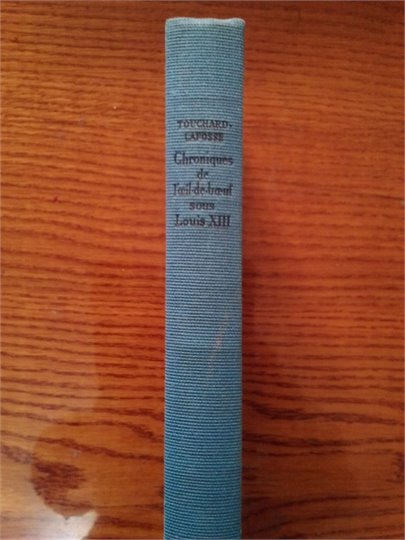 TOUCHARD-
LAFOSSE
Chroniques
de
l'œil-de-bœuf
sous
Louis XIII